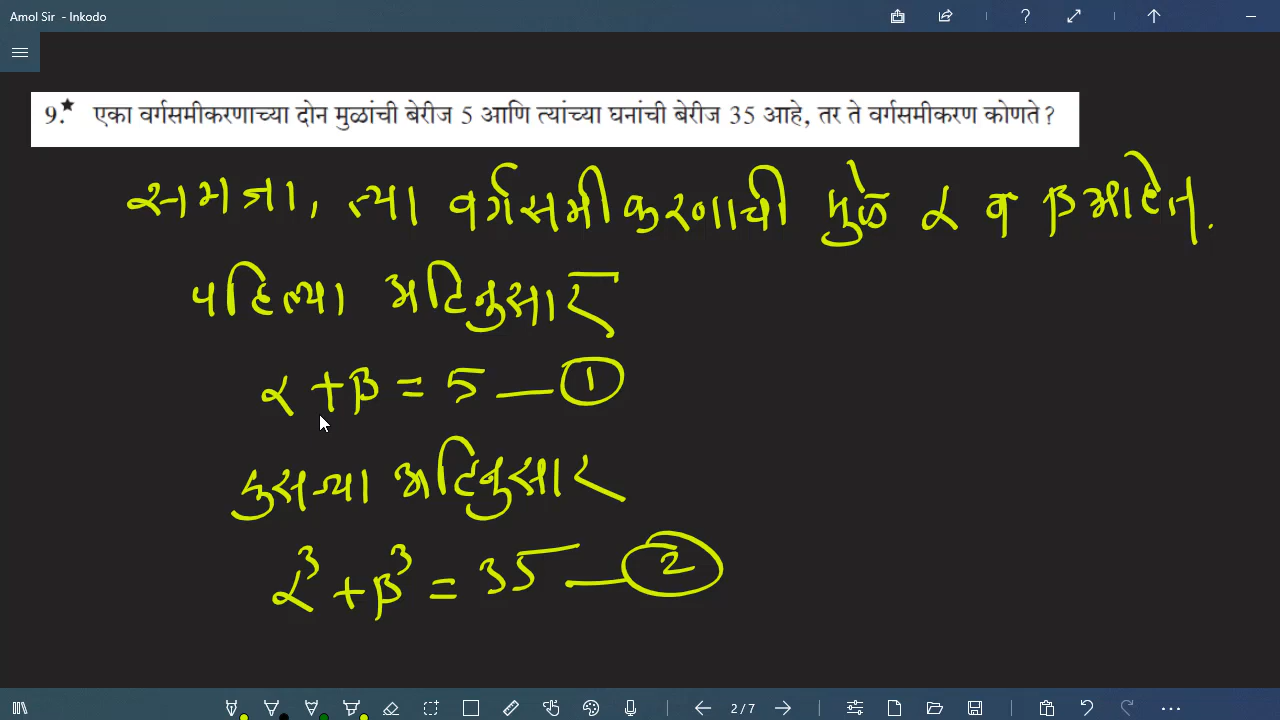 Amol Sir - Inkodo
9.★ एका वर्गसमीकरणाच्या दोन मुळांची बेरीज 5 आणि त्यांच्या घनांची बेरीज 35 आहे, तर ते वर्गसमीकरण कोणते ?
समजा, त्या वर्गसमीकरणाची मुळे α व β आहेत.
पहिल्या अटिनुसार
α + β = 5 — ①
दुसऱ्या अटिनुसार
α³ + β³ = 35 — ②
2 / 7